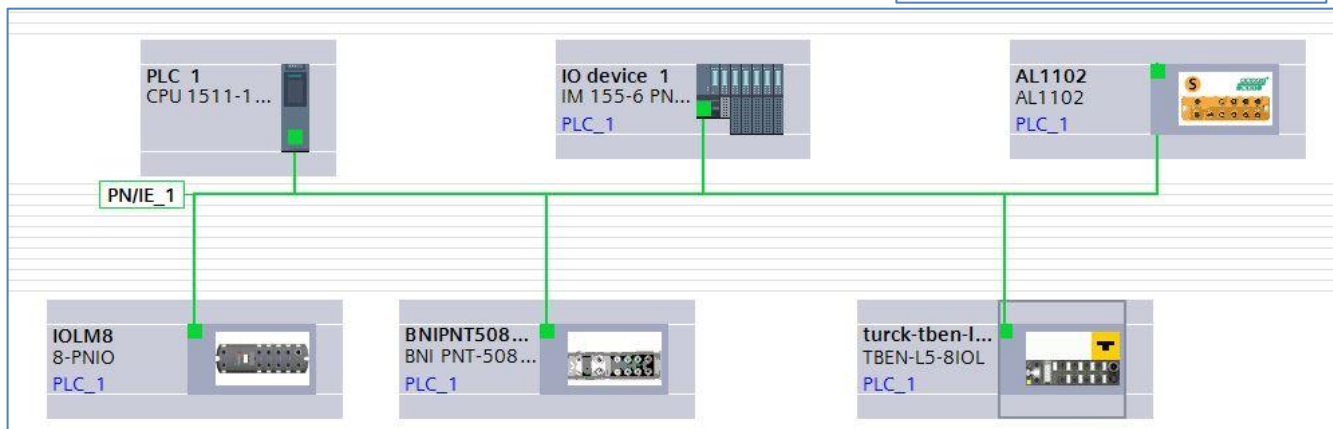 PLC_1
CPU 1511-1...
IO device_1
IM 155-6 PN...
PLC_1
AL1102
AL1102
PLC_1
PN/IE_1
IOLM8
8-PNIO
PLC_1
BNIPNT508...
BNI PNT-508...
PLC_1
turck-tben-l...
TBEN-L5-8IOL
PLC_1